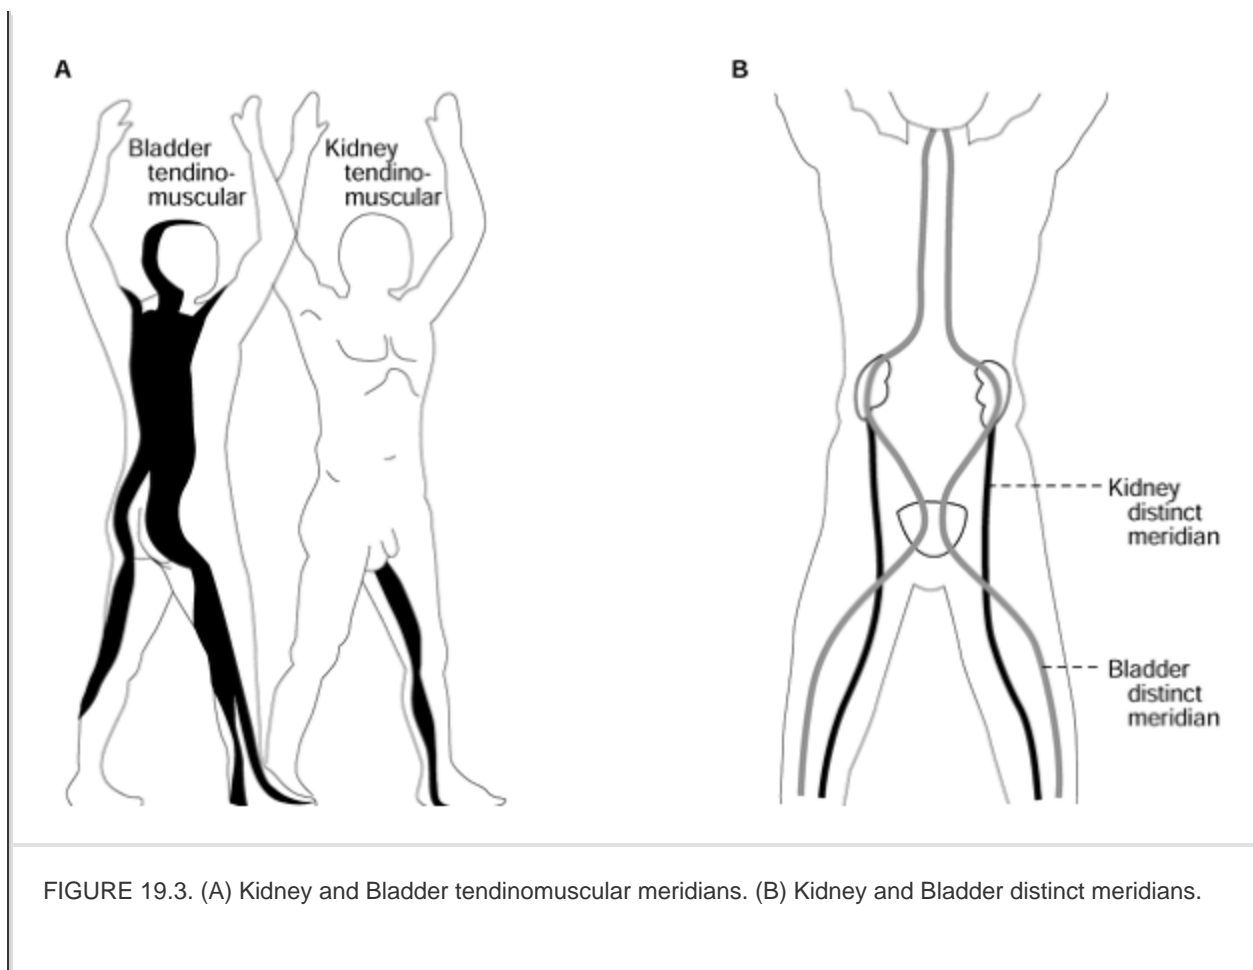 A
B
Bladder
tendino-
muscular
Kidney
tendino-
muscular
Kidney
distinct
meridian
Bladder
distinct
meridian
FIGURE 19.3. (A) Kidney and Bladder tendinomuscular meridians. (B) Kidney and Bladder distinct meridians.